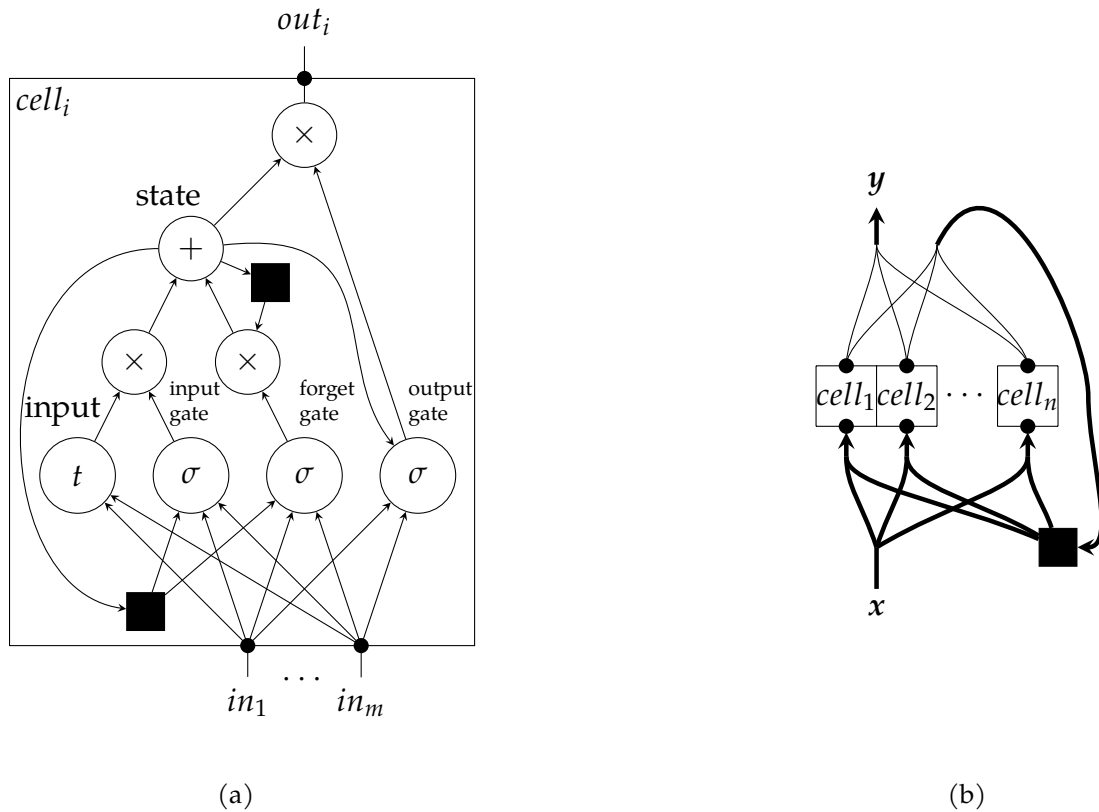 out_i
cell_i
×
state
+
× ×
input
input gate
forget gate
output gate
t σ σ σ
in_1 ··· in_m
(a)
y
cell_1 cell_2 ··· cell_n
x
(b)